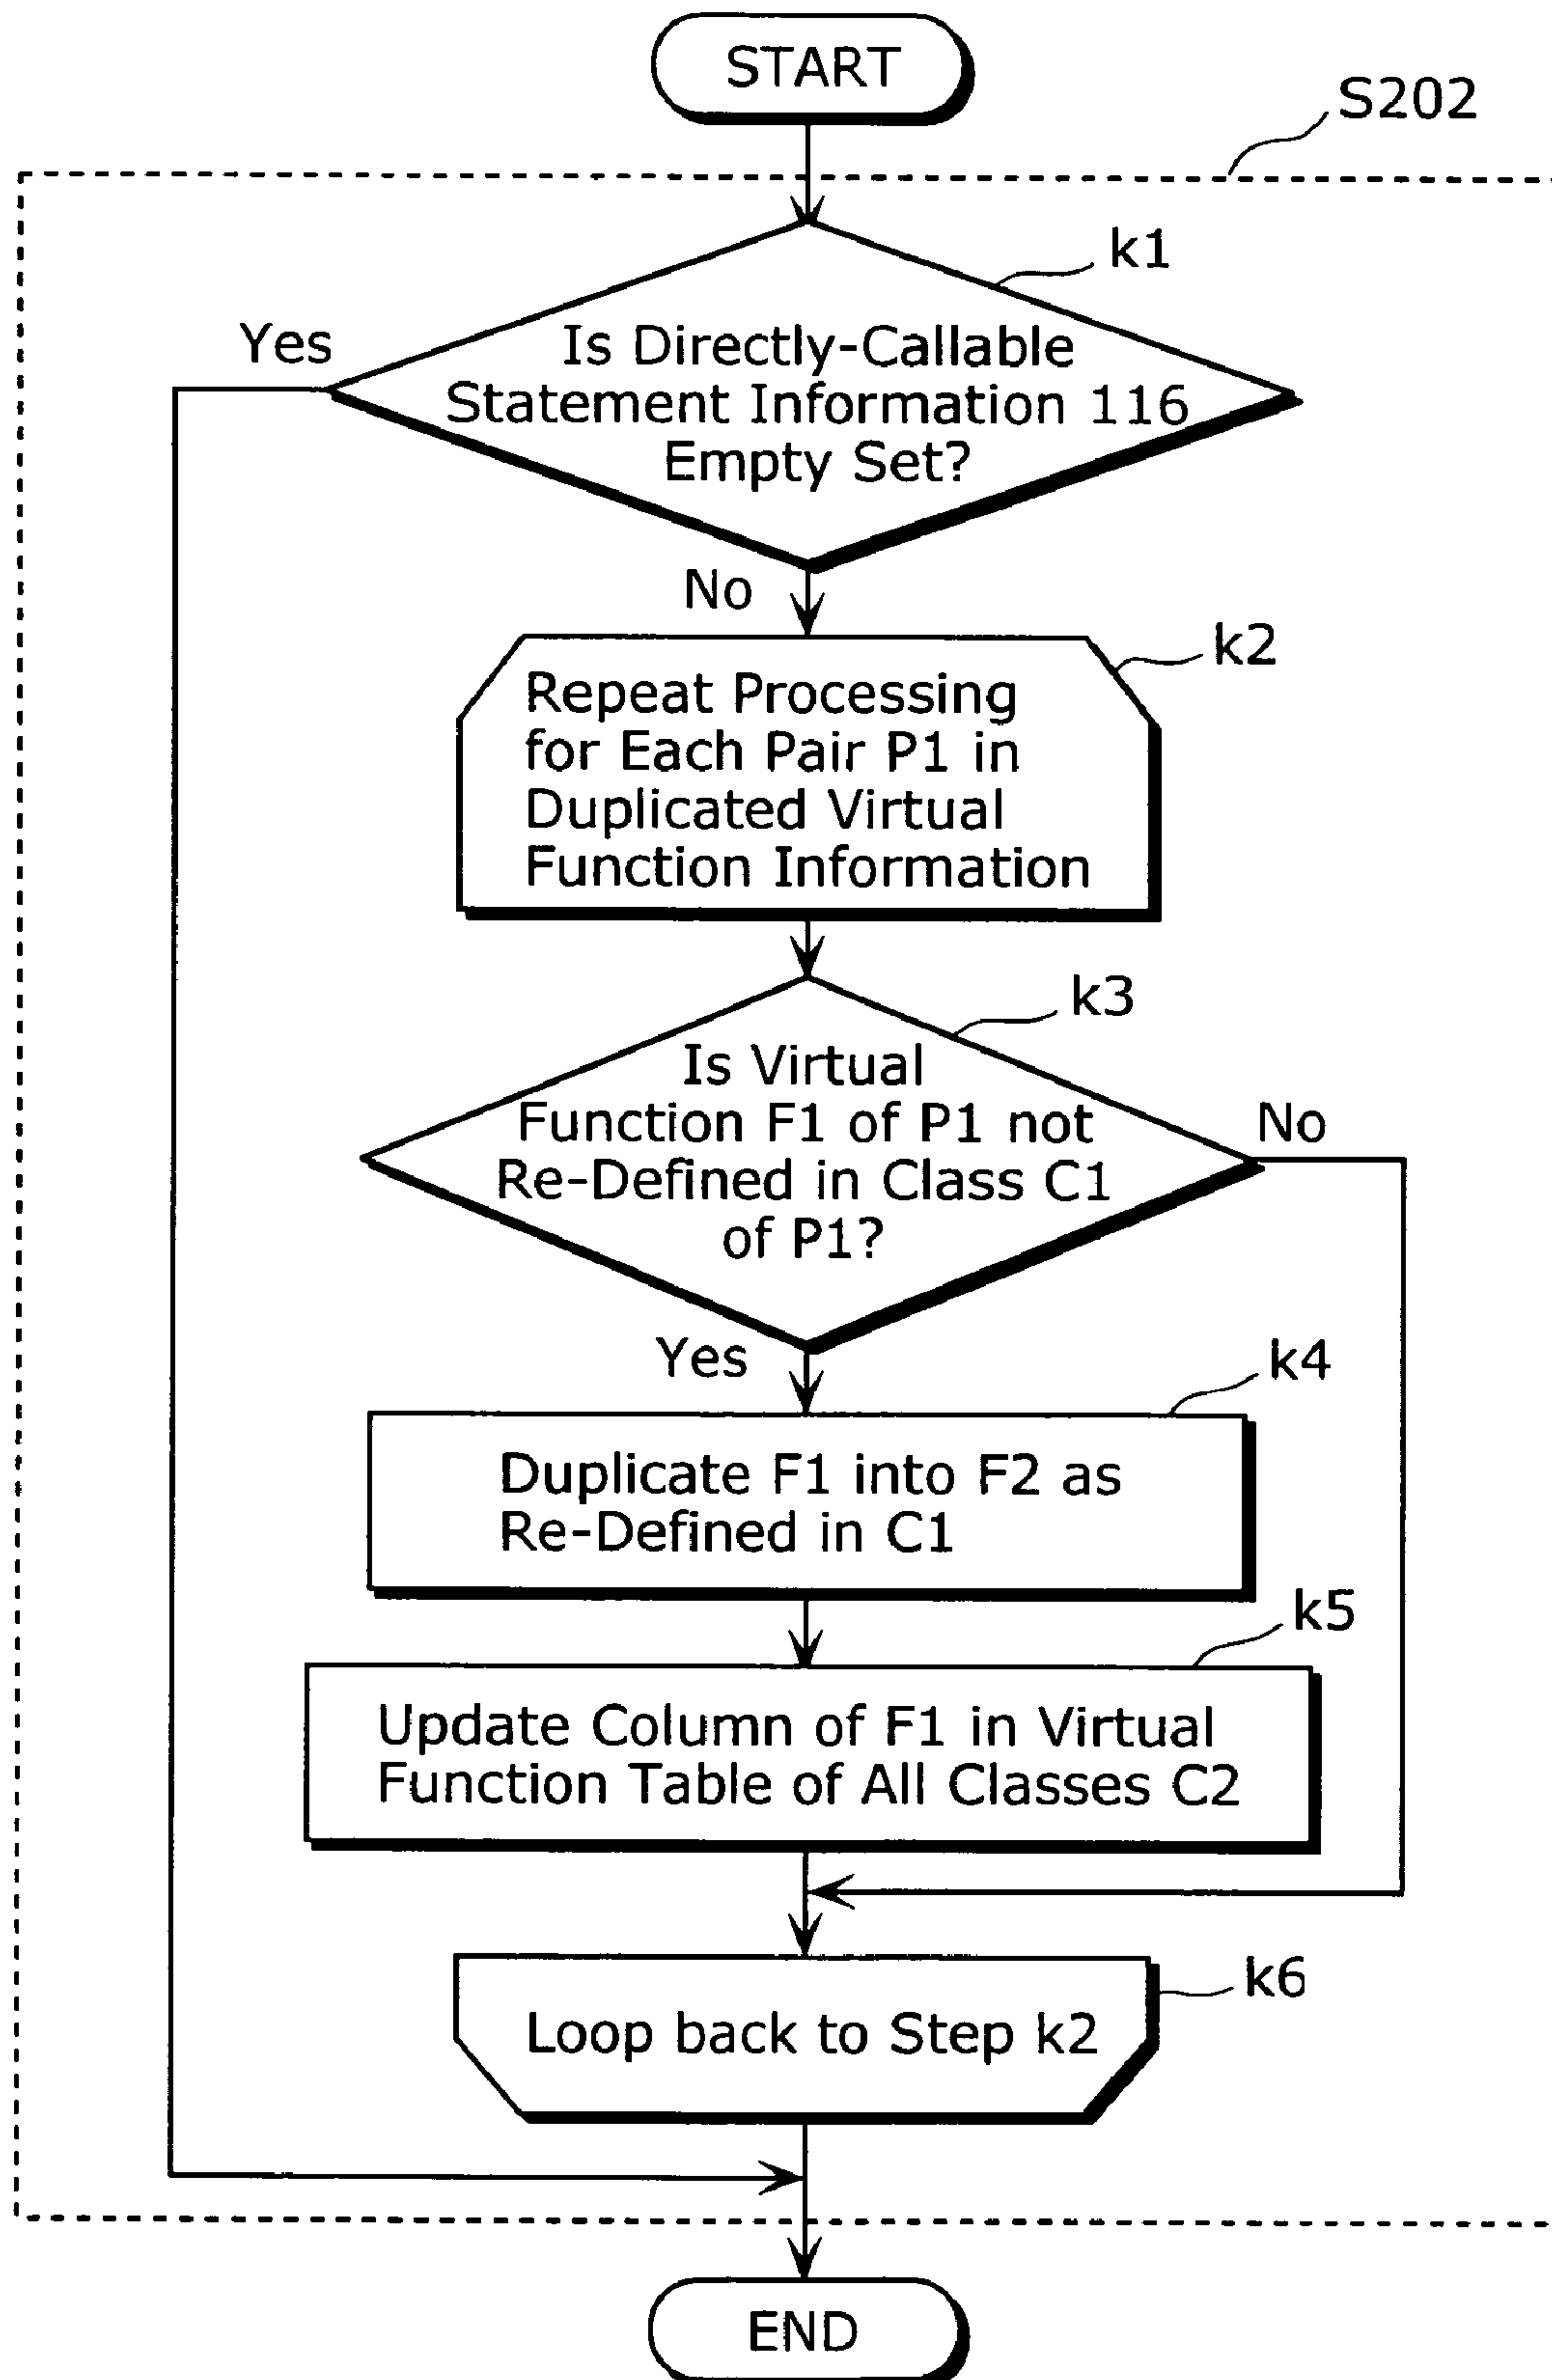 START
S202
k1
Yes
Is Directly-Callable
Statement Information 116
Empty Set?
No
k2
Repeat Processing
for Each Pair P1 in
Duplicated Virtual
Function Information
k3
Is Virtual
Function F1 of P1 not
Re-Defined in Class C1
of P1?
No
Yes
k4
Duplicate F1 into F2 as
Re-Defined in C1
k5
Update Column of F1 in Virtual
Function Table of All Classes C2
k6
Loop back to Step k2
END